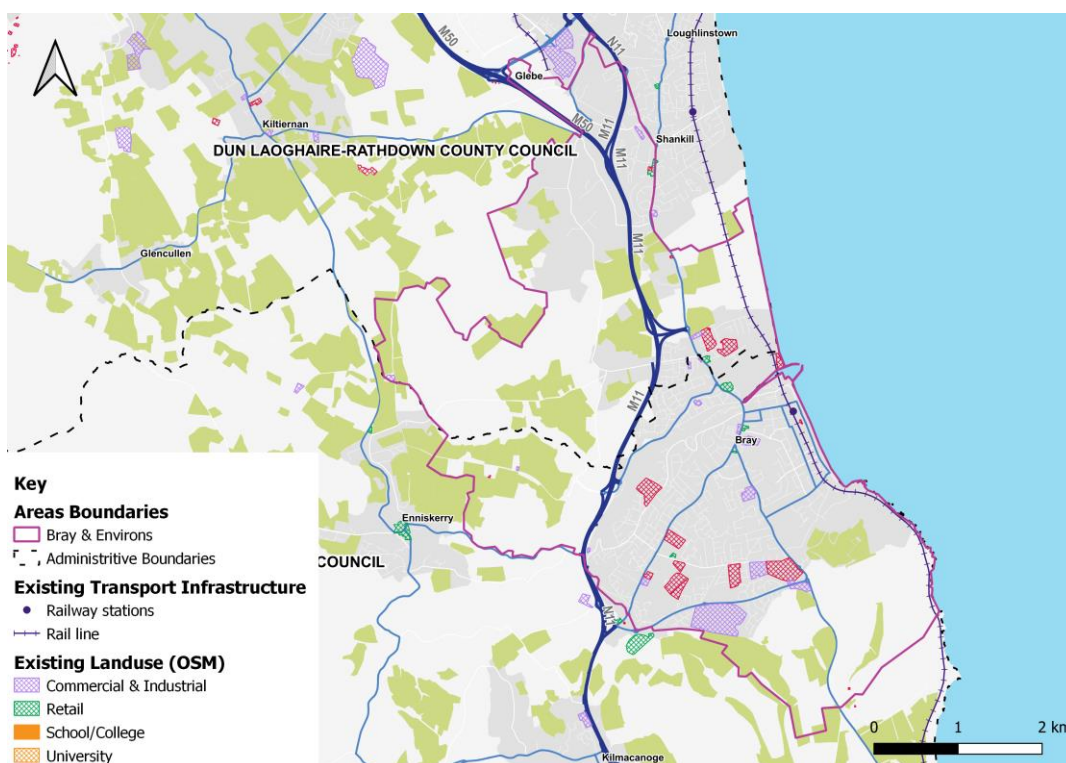 Loughlinstown
M50
N11
Glebe
M50
M11
M11
Kiltiernan
Shankill
DUN LAOGHAIRE-RATHDOWN COUNTY COUNCIL
M11
Glencullen
M11
Bray
Enniskerry
COUNCIL
N11
Kilmacanoge
Key
Areas Boundaries
Bray & Environs
Administritive Boundaries
Existing Transport Infrastructure
Railway stations
Rail line
Existing Landuse (OSM)
Commercial & Industrial
Retail
School/College
University
0 1 2 km